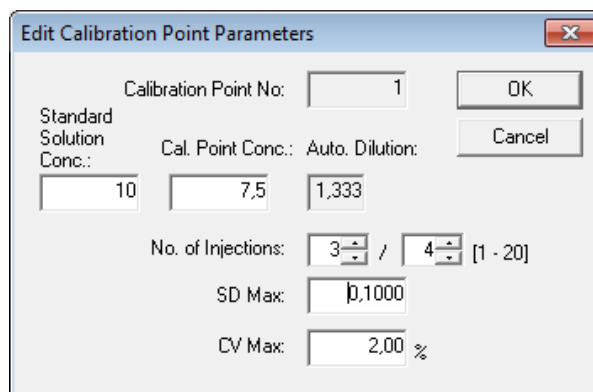 Edit Calibration Point Parameters
Calibration Point No: 1 OK
Standard
Solution
Conc.: Cal. Point Conc.: Auto. Dilution: Cancel
10 7,5 1,333
No. of Injections: 3 / 4 [1 - 20]
SD Max: 0,1000
CV Max: 2,00 %